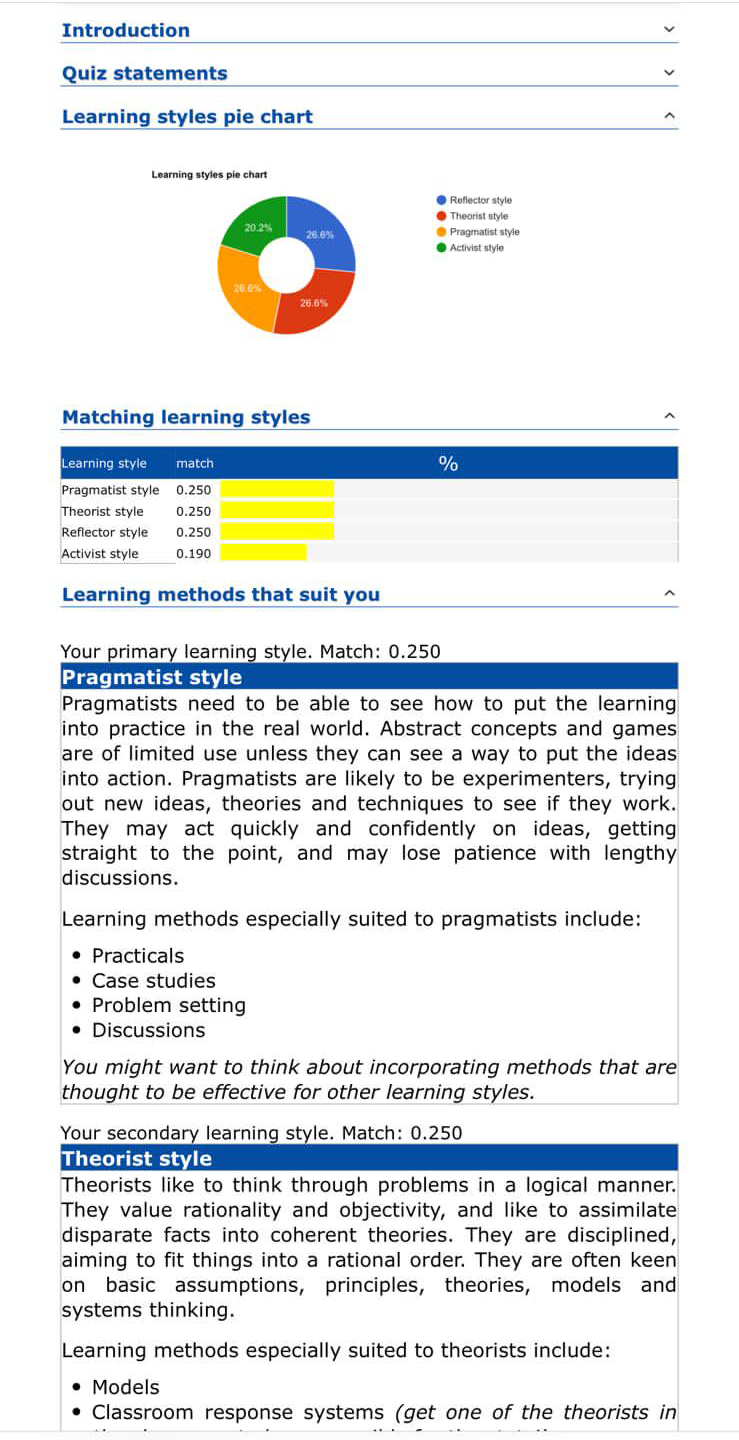 Introduction
Quiz statements
Learning styles pie chart
Learning styles pie chart
Reflector style
Theorist style
Pragmatist style
Activist style
20.2%
26.6%
26.6%
26.6%
Matching learning styles
Learning style match %
Pragmatist style 0.250
Theorist style 0.250
Reflector style 0.250
Activist style 0.190
Learning methods that suit you
Your primary learning style. Match: 0.250
Pragmatist style
Pragmatists need to be able to see how to put the learning
into practice in the real world. Abstract concepts and games
are of limited use unless they can see a way to put the ideas
into action. Pragmatists are likely to be experimenters, trying
out new ideas, theories and techniques to see if they work.
They may act quickly and confidently on ideas, getting
straight to the point, and may lose patience with lengthy
discussions.
Learning methods especially suited to pragmatists include:
• Practicals
• Case studies
• Problem setting
• Discussions
You might want to think about incorporating methods that are
thought to be effective for other learning styles.
Your secondary learning style. Match: 0.250
Theorist style
Theorists like to think through problems in a logical manner.
They value rationality and objectivity, and like to assimilate
disparate facts into coherent theories. They are disciplined,
aiming to fit things into a rational order. They are often keen
on basic assumptions, principles, theories, models and
systems thinking.
Learning methods especially suited to theorists include:
• Models
• Classroom response systems (get one of the theorists in